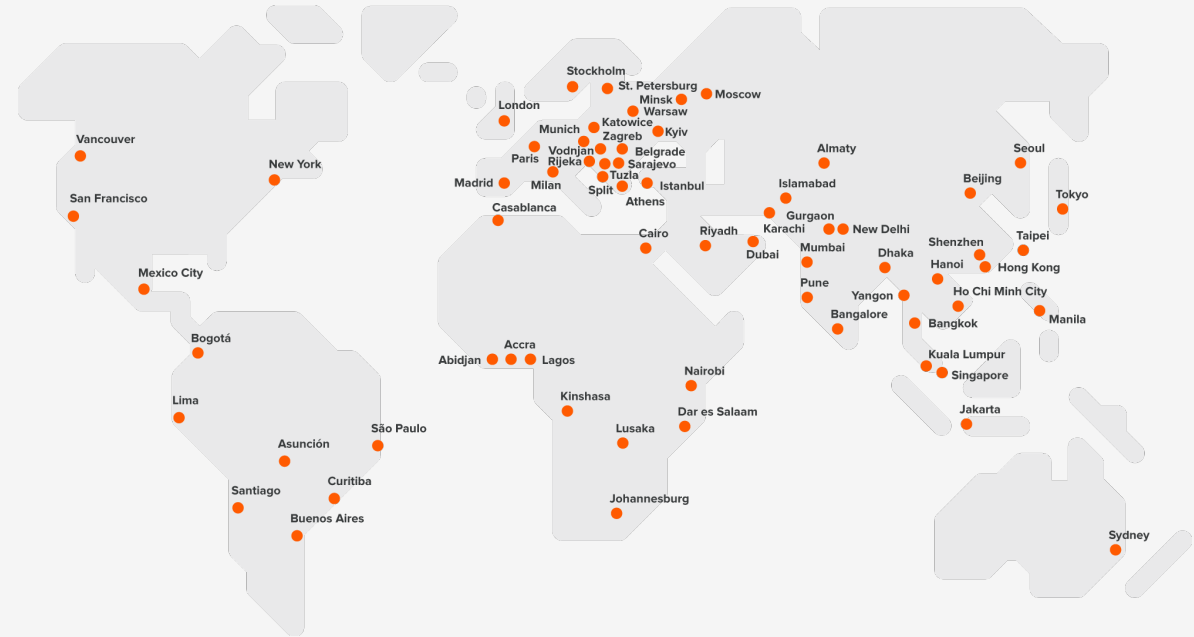 Stockholm
St. Petersburg
Minsk
Moscow
London
Warsaw
Katowice
Munich
Kyiv
Zagreb
Vancouver
Almaty
Seoul
Vodnjan
Belgrade
Paris
Rijeka
Sarajevo
New York
Tuzla
Beijing
Madrid
Milan
Split
Istanbul
Islamabad
Tokyo
San Francisco
Athens
Casablanca
Gurgaon
Karachi
New Delhi
Cairo
Riyadh
Taipei
Shenzhen
Mumbai
Dubai
Dhaka
Hanoi
Hong Kong
Mexico City
Pune
Yangon
Ho Chi Minh City
Bangalore
Manila
Bangkok
Bogotá
Accra
Abidjan
Lagos
Kuala Lumpur
Nairobi
Singapore
Kinshasa
Lima
Dar es Salaam
Jakarta
São Paulo
Lusaka
Asunción
Curitiba
Santiago
Johannesburg
Buenos Aires
Sydney